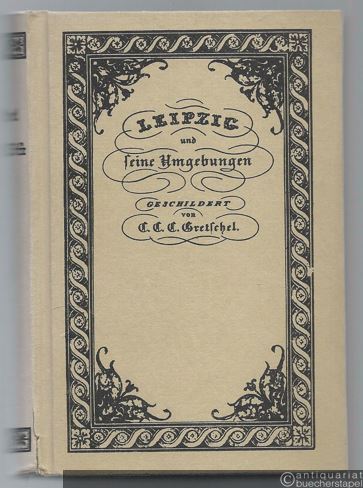 LEIPZIG
und
seine Umgebungen
GESCHILDERT
von
C. C. C. Gretschel.
antiquariat
buecherstapel